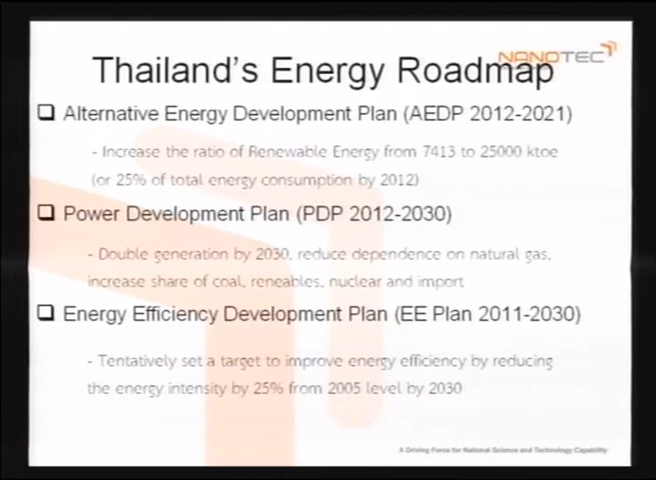 NANOTEC
Thailand's Energy Roadmap
Alternative Energy Development Plan (AEDP 2012-2021)
- Increase the ratio of Renewable Energy from 7413 to 25000 ktoe
(or 25% of total energy consumption by 2012)
Power Development Plan (PDP 2012-2030)
- Double generation by 2030, reduce dependence on natural gas,
increase share of coal, reneables, nuclear and import
Energy Efficiency Development Plan (EE Plan 2011-2030)
- Tentatively set a target to improve energy efficiency by reducing
the energy intensity by 25% from 2005 level by 2030
A Driving Force for National Science and Technology Capability